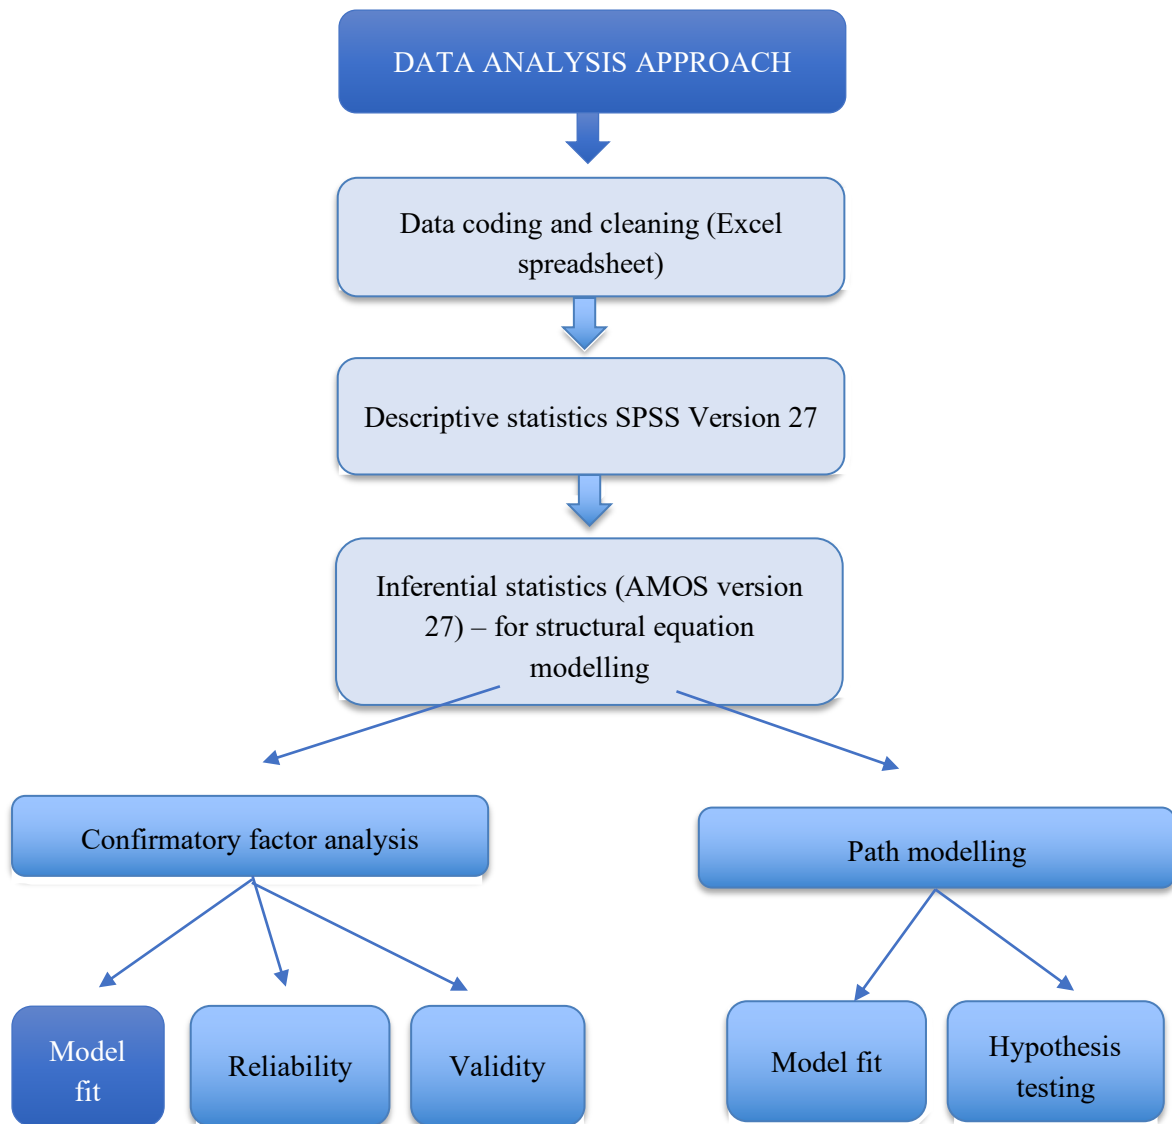 DATA ANALYSIS APPROACH
Data coding and cleaning (Excel
spreadsheet)
Descriptive statistics SPSS Version 27
Inferential statistics (AMOS version
27) – for structural equation
modelling
Confirmatory factor analysis
Path modelling
Model
fit
Reliability
Validity
Model fit
Hypothesis
testing